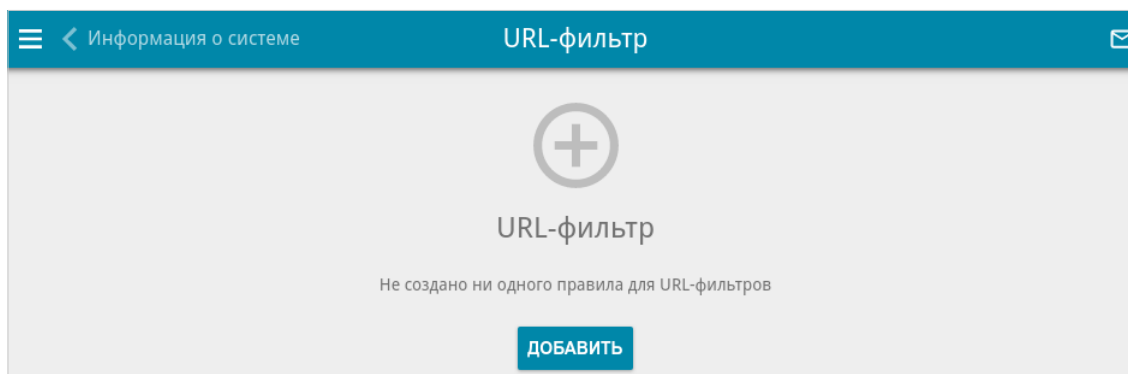 Информация о системе
URL-фильтр
URL-фильтр
Не создано ни одного правила для URL-фильтров
ДОБАВИТЬ